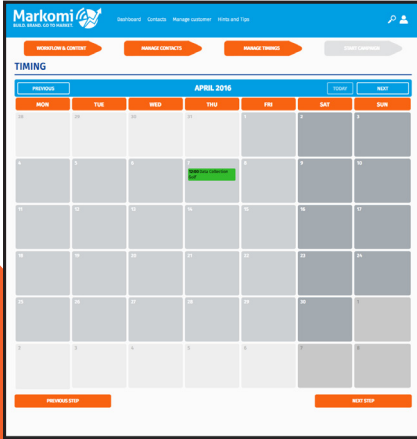 Markomi
BUILD. BRAND. GO TO MARKET.
Dashboard Contacts Manage customer Hints and Tips
WORKFLOW & CONTENT
MANAGE CONTACTS
MANAGE TIMINGS
START CAMPAIGN
TIMING
PREVIOUS
APRIL 2016
TODAY
NEXT
MON TUE WED THU FRI SAT SUN
28 29 30 31 1 2 3
4 5 6 7 8 9 10
Data Collection
Golf
11 12 13 14 15 16 17
18 19 20 21 22 23 24
25 26 27 28 29 30 1
2 3 4 5 6 7 8
PREVIOUS STEP
NEXT STEP